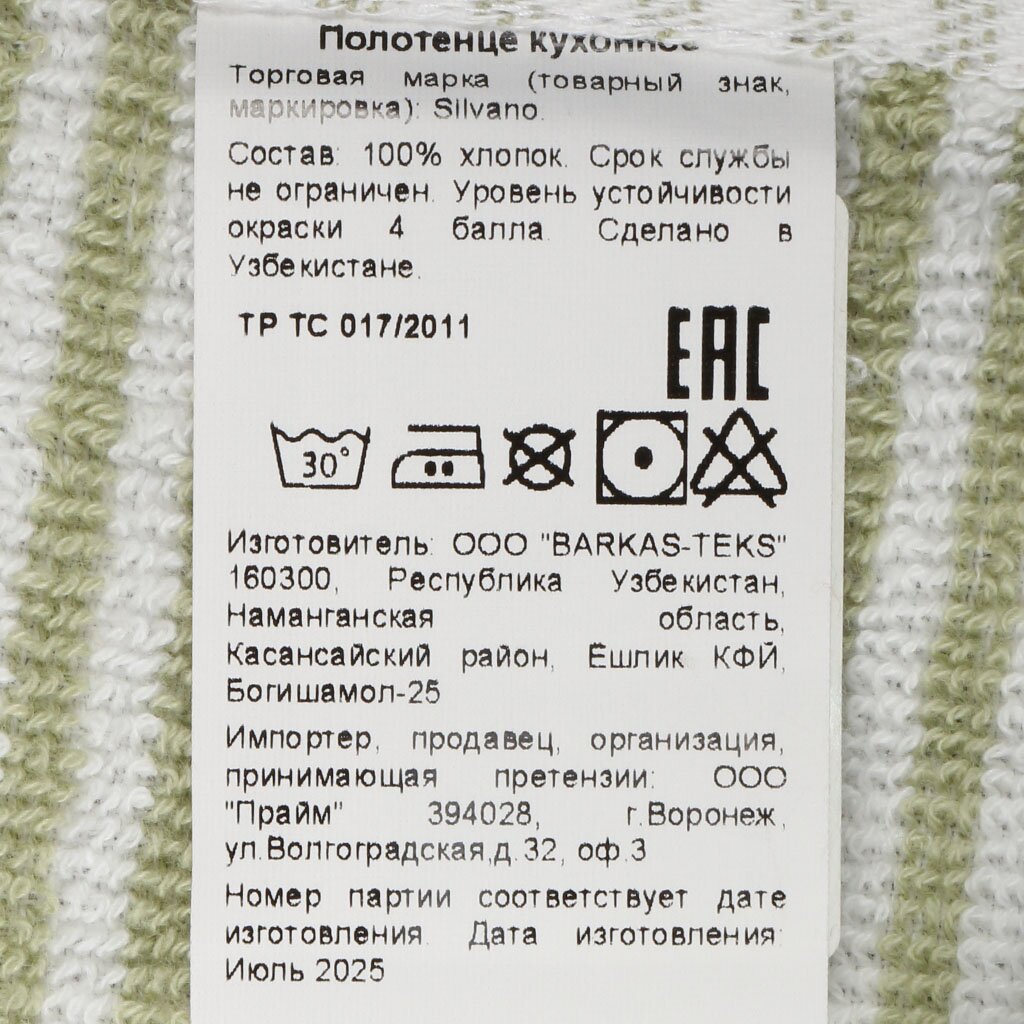 Полотенце кухонное
Торговая марка (товарный знак,
маркировка): Silvano.
Состав: 100% хлопок. Срок службы
не ограничен. Уровень устойчивости
окраски 4 балла. Сделано в
Узбекистане.
ТР ТС 017/2011
EAC
30°
Изготовитель: ООО "BARKAS-TEKS"
160300, Республика Узбекистан,
Наманганская область,
Касансайский район, Ёшлик КФЙ,
Богишамол-25
Импортер, продавец, организация,
принимающая претензии: ООО
"Прайм" 394028, г.Воронеж,
ул.Волгоградская,д.32, оф.3
Номер партии соответствует дате
изготовления. Дата изготовления:
Июль 2025